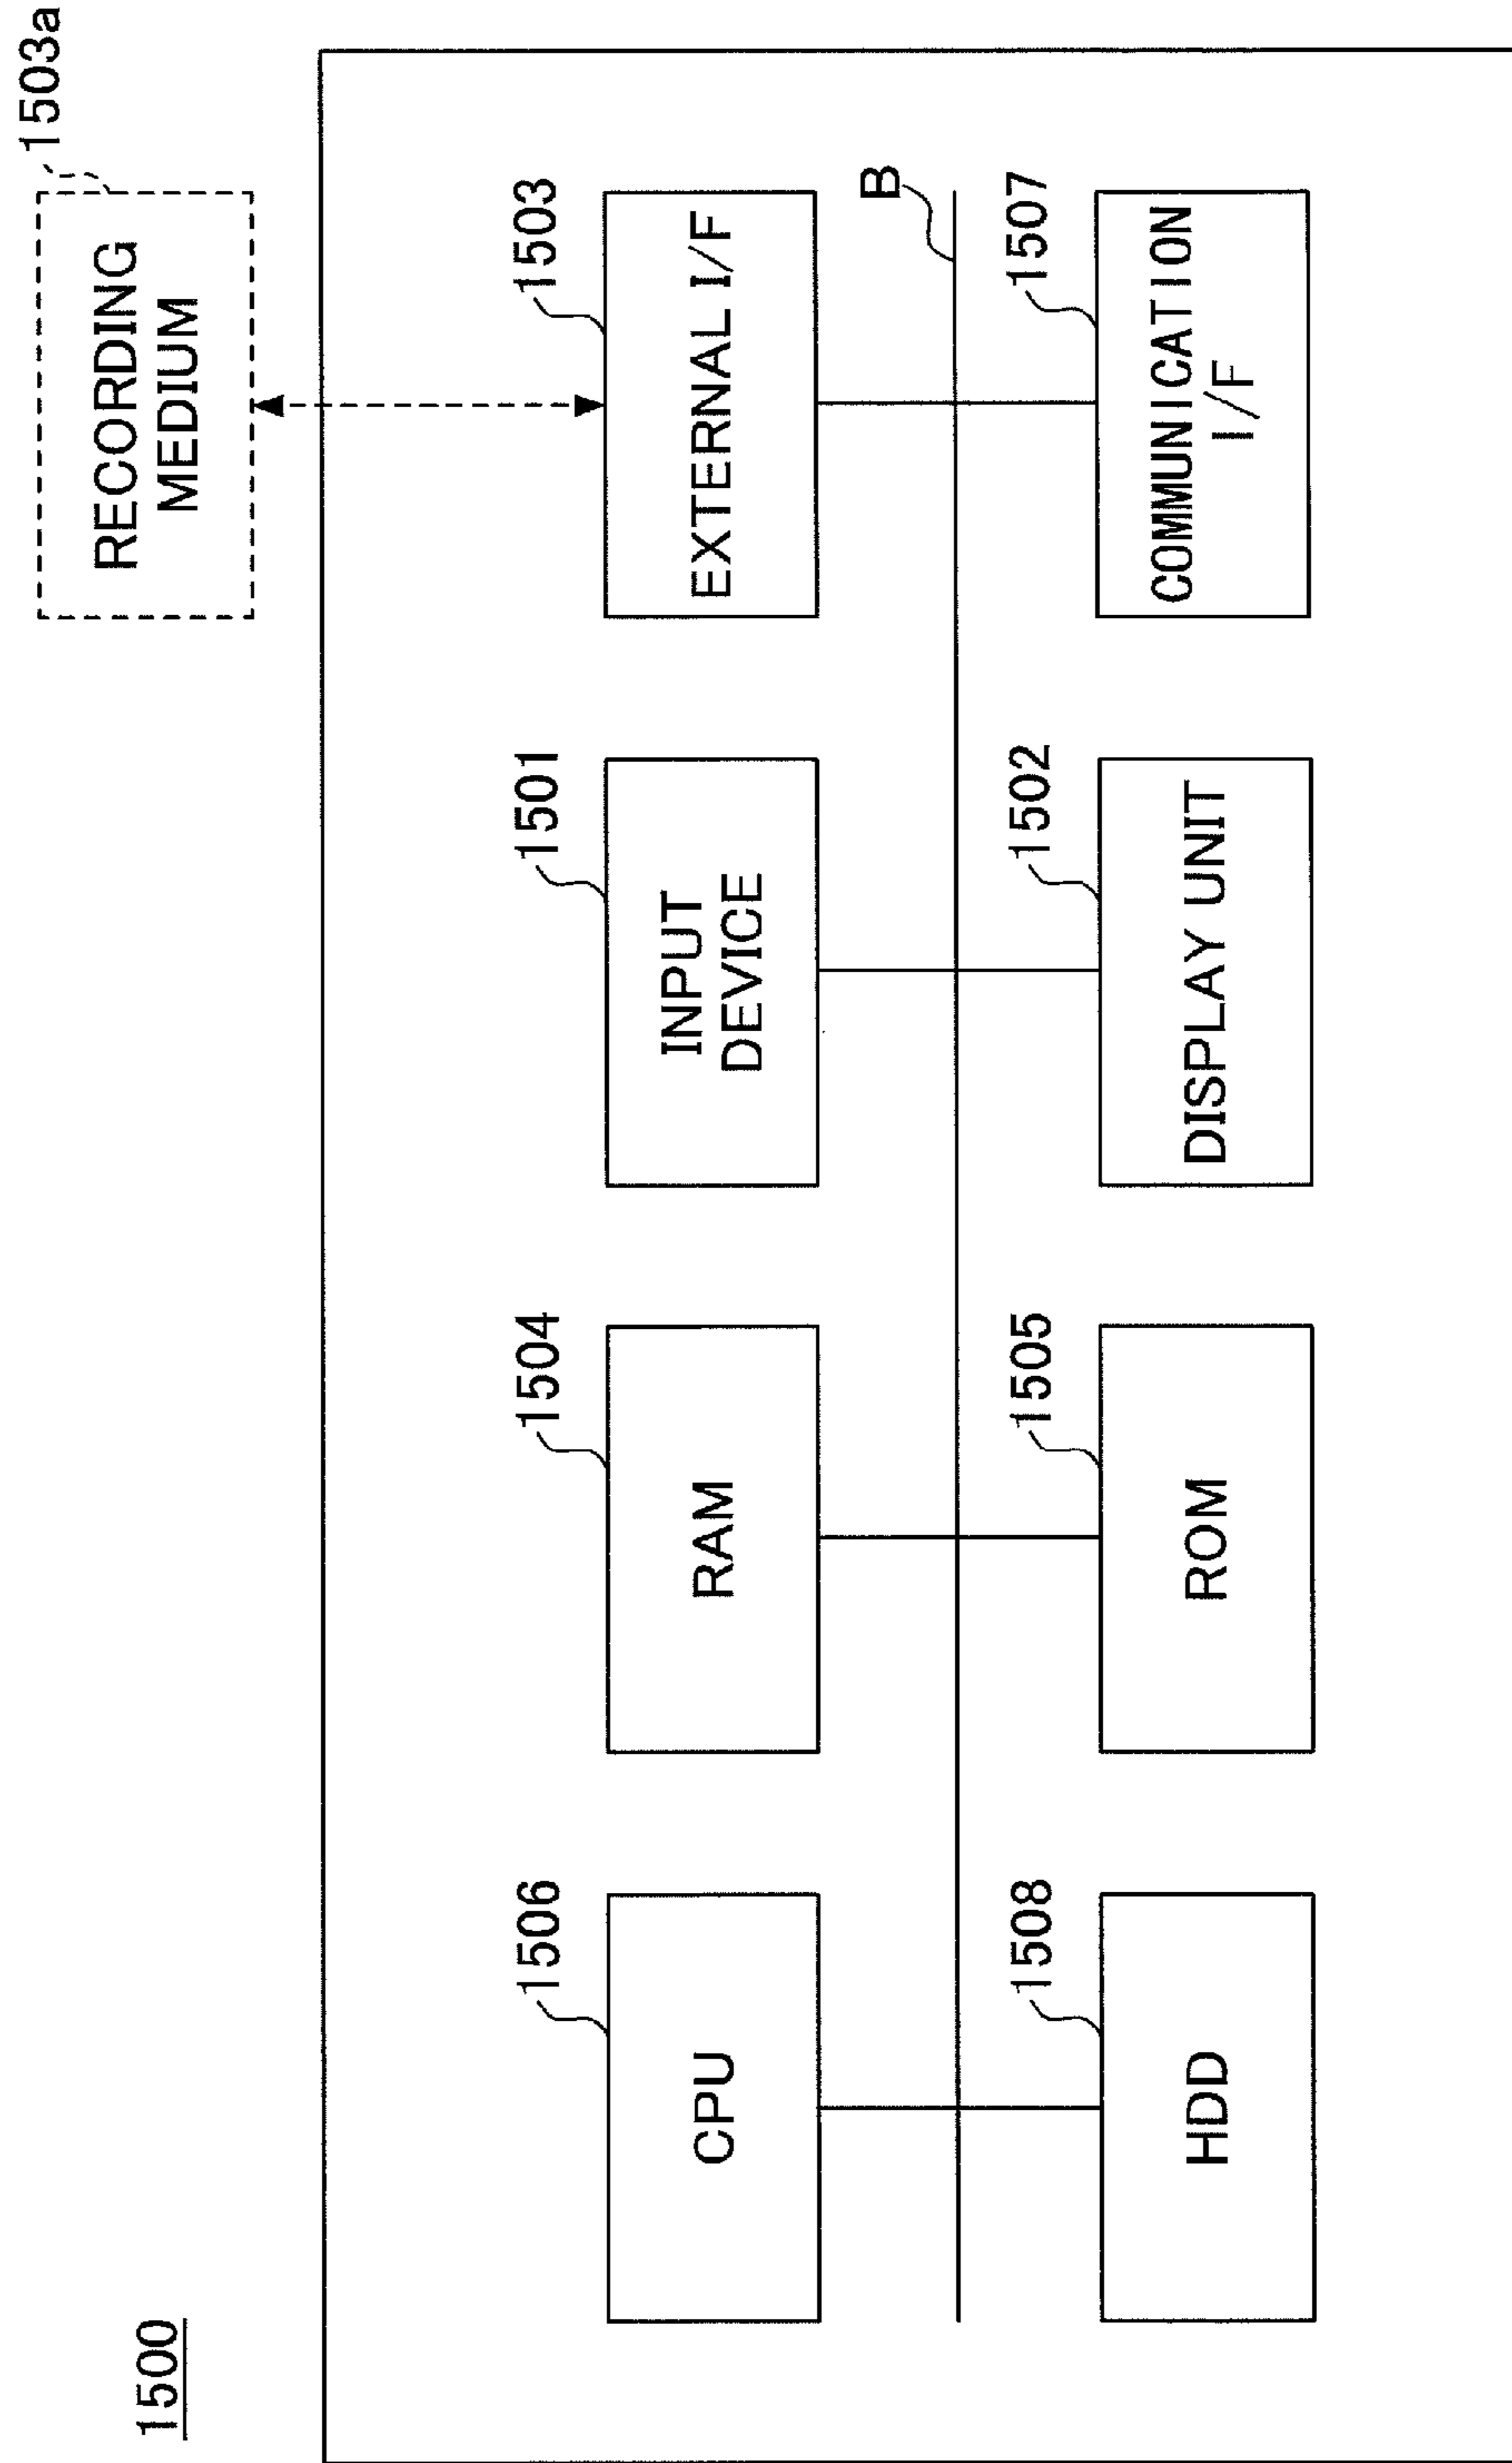 1500
1503a
RECORDING
MEDIUM
1506
CPU
1504
RAM
1501
INPUT
DEVICE
1503
EXTERNAL I/F
B
1508
HDD
1505
ROM
1502
DISPLAY UNIT
1507
COMMUNICATION
I/F